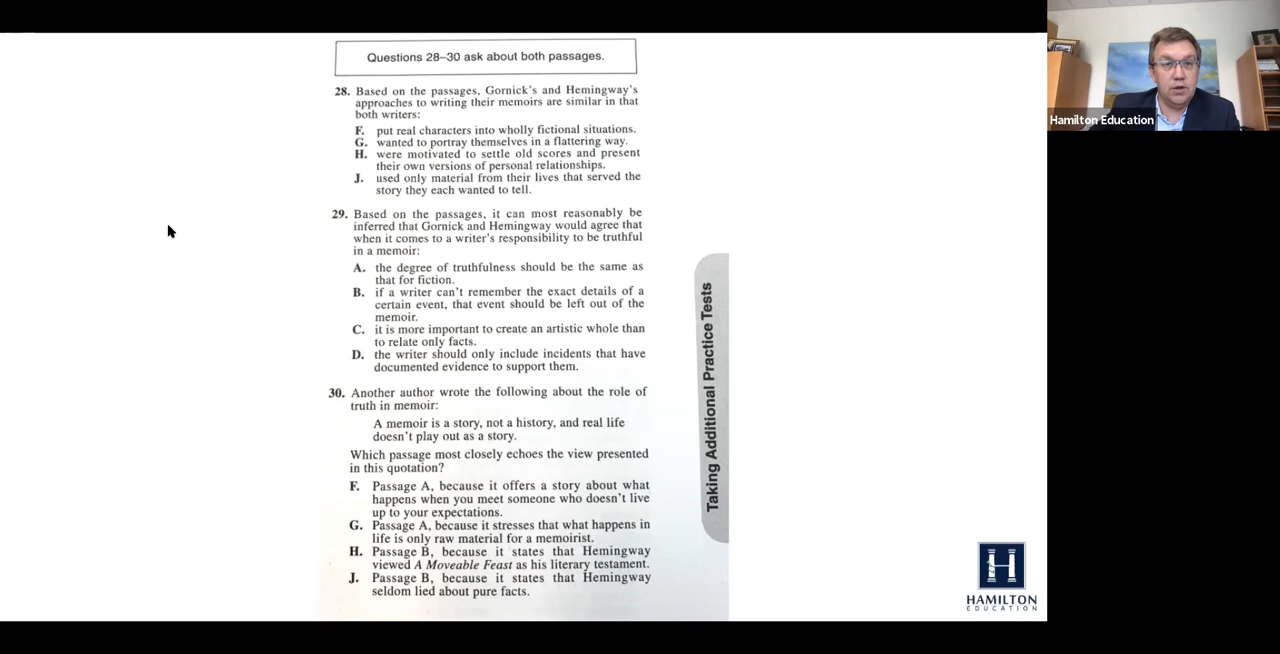 Questions 28–30 ask about both passages.
28. Based on the passages, Gornick's and Hemingway's
approaches to writing their memoirs are similar in that
both writers:
F. put real characters into wholly fictional situations.
G. wanted to portray themselves in a flattering way.
H. were motivated to settle old scores and present
their own versions of personal relationships.
J. used only material from their lives that served the
story they each wanted to tell.
29. Based on the passages, it can most reasonably be
inferred that Gornick and Hemingway would agree that
when it comes to a writer's responsibility to be truthful
in a memoir:
A. the degree of truthfulness should be the same as
that for fiction.
B. if a writer can't remember the exact details of a
certain event, that event should be left out of the
memoir.
C. it is more important to create an artistic whole than
to relate only facts.
D. the writer should only include incidents that have
documented evidence to support them.
30. Another author wrote the following about the role of
truth in memoir:
A memoir is a story, not a history, and real life
doesn't play out as a story.
Which passage most closely echoes the view presented
in this quotation?
F. Passage A, because it offers a story about what
happens when you meet someone who doesn't live
up to your expectations.
G. Passage A, because it stresses that what happens in
life is only raw material for a memoirist.
H. Passage B, because it states that Hemingway
viewed A Moveable Feast as his literary testament.
J. Passage B, because it states that Hemingway
seldom lied about pure facts.
Taking Additional Practice Tests
Hamilton Education
H
HAMILTON
EDUCATION